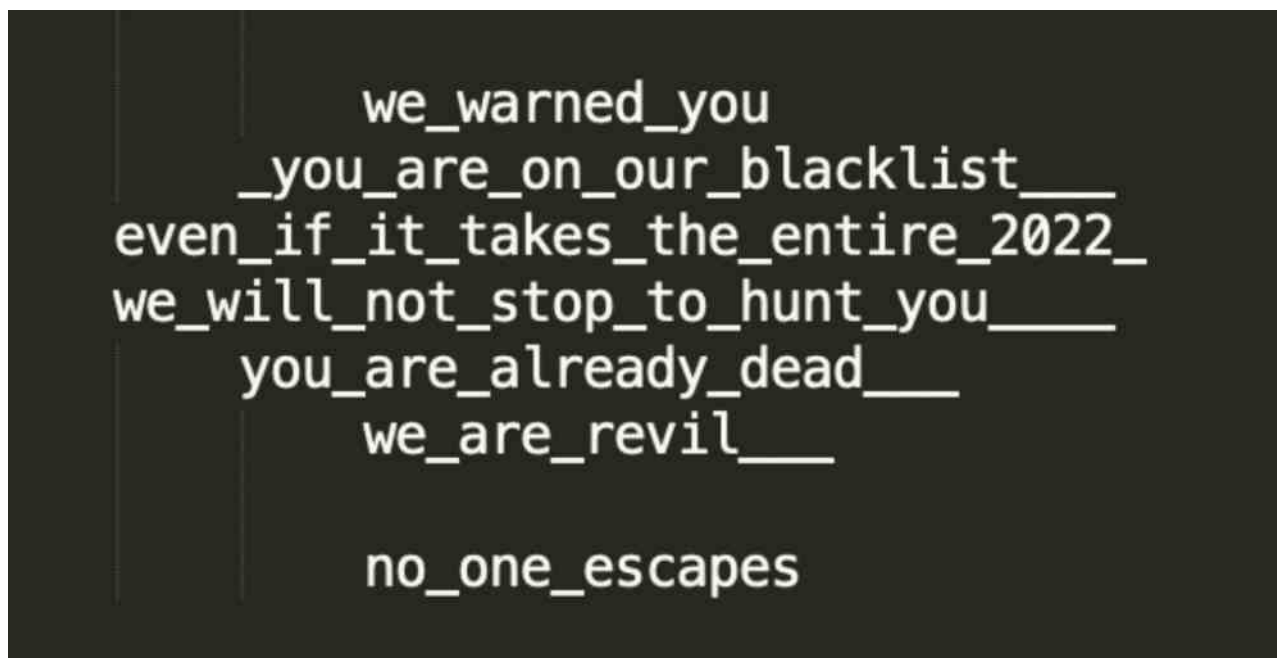 we_warned_you
_you_are_on_our_blacklist___
even_if_it_takes_the_entire_2022_
we_will_not_stop_to_hunt_you____
you_are_already_dead___
we_are_revil___
no_one_escapes